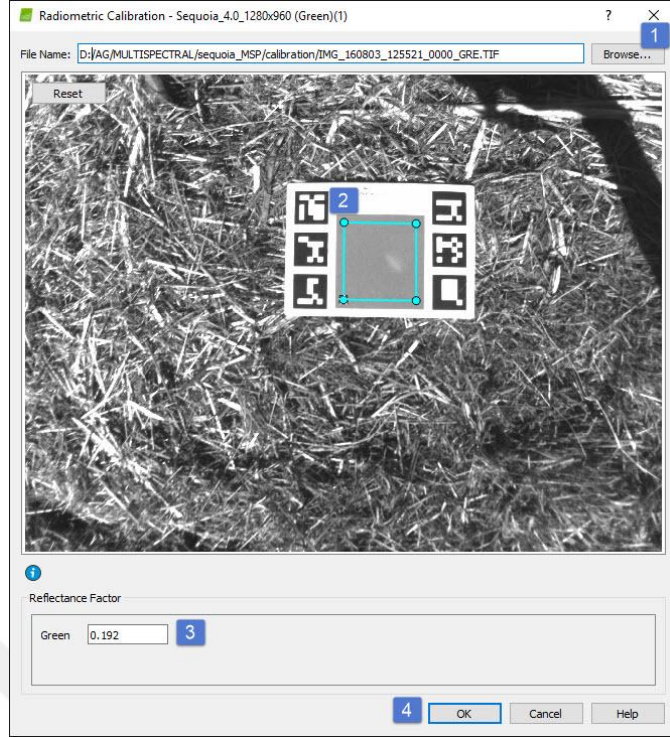 Radiometric Calibration - Sequoia_4.0_1280x960 (Green)(1) ?
1
File Name: D:/AG/MULTISPECTRAL/sequoia_MSP/calibration/IMG_160803_125521_0000_GRE.TIF Browse...
Reset
2
Reflectance Factor
Green 0.192 3
4 OK Cancel Help